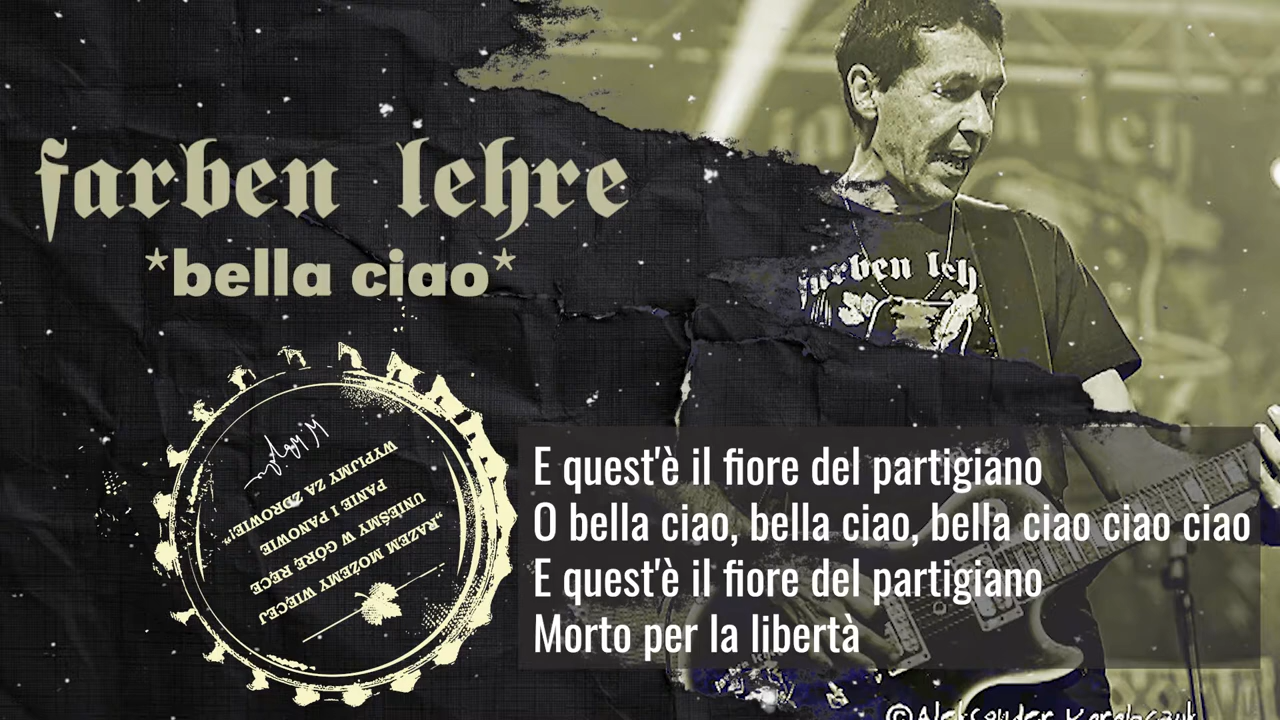 farben lehre
*bella ciao*
farben leh
„RAZEM MOŻEMY WIĘCEJ
UNIEŚMY W GÓRĘ RĘCE
PANIE I PANOWIE
WYPIJMY ZA ZDROWIE!”
E quest'è il fiore del partigiano
O bella ciao, bella ciao, bella ciao ciao ciao
E quest'è il fiore del partigiano
Morto per la libertà